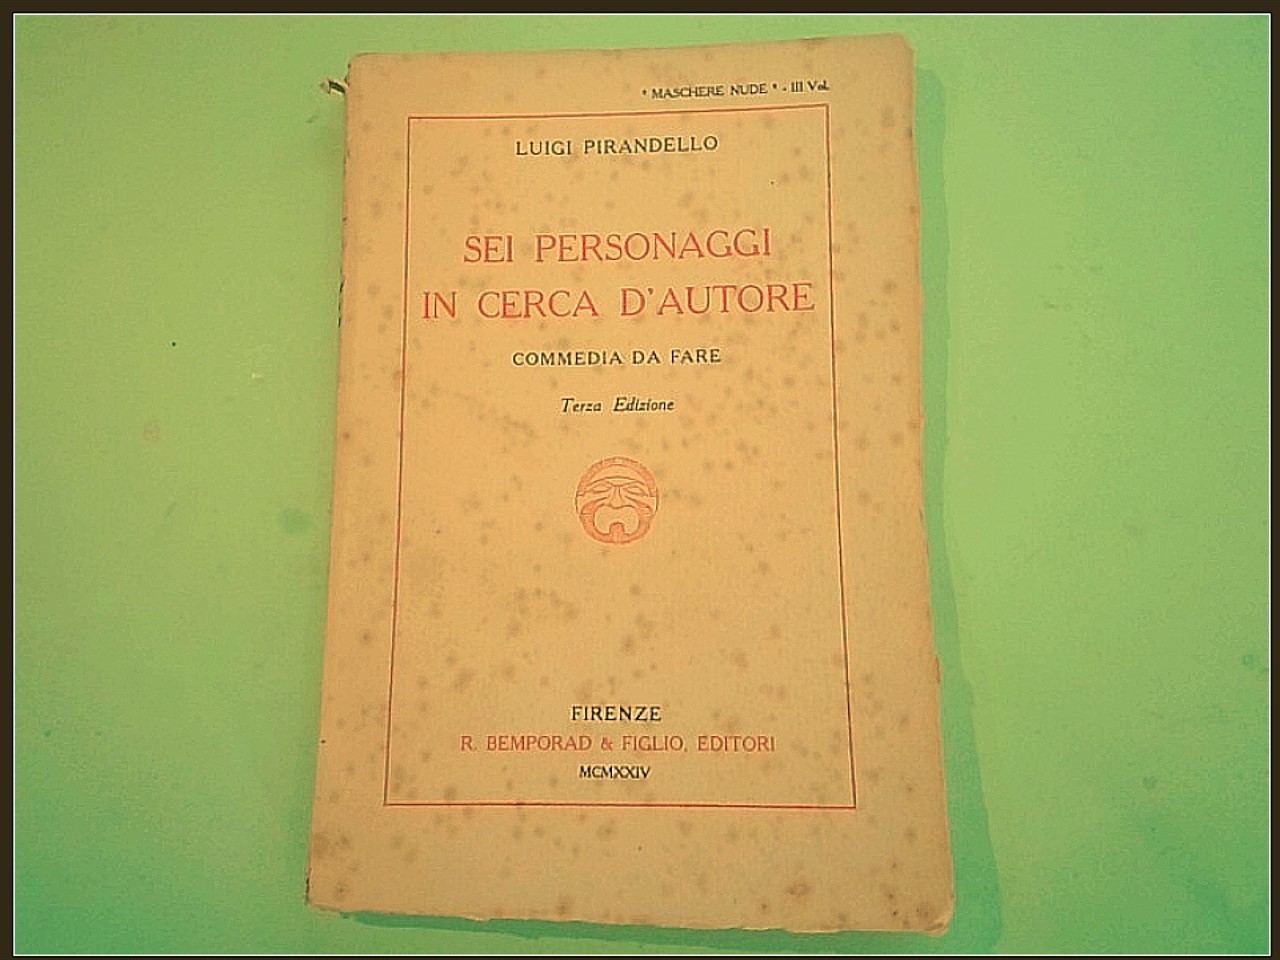 " MASCHERE NUDE " - III Vol.
LUIGI PIRANDELLO
SEI PERSONAGGI
IN CERCA D'AUTORE
COMMEDIA DA FARE
Terza Edizione
FIRENZE
R. BEMPORAD & FIGLIO, EDITORI
MCMXXIV